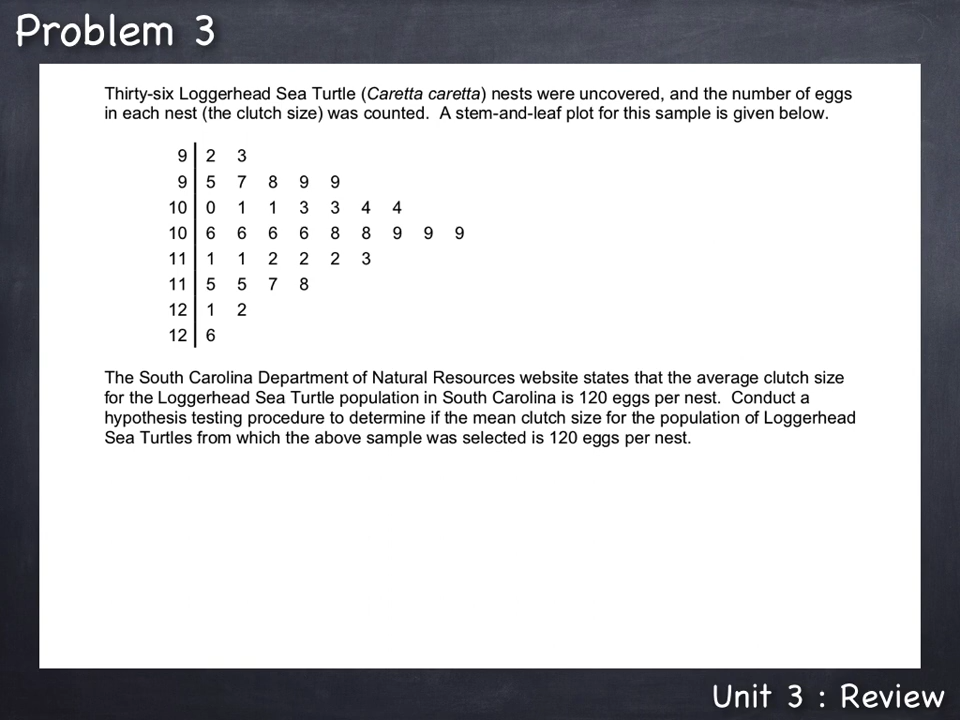 Problem 3
Thirty-six Loggerhead Sea Turtle (Caretta caretta) nests were uncovered, and the number of eggs
in each nest (the clutch size) was counted.  A stem-and-leaf plot for this sample is given below.
9 | 2 3
9 | 5 7 8 9 9
10 | 0 1 1 3 3 4 4
10 | 6 6 6 6 8 8 9 9 9
11 | 1 1 2 2 2 3
11 | 5 5 7 8
12 | 1 2
12 | 6
The South Carolina Department of Natural Resources website states that the average clutch size
for the Loggerhead Sea Turtle population in South Carolina is 120 eggs per nest.  Conduct a
hypothesis testing procedure to determine if the mean clutch size for the population of Loggerhead
Sea Turtles from which the above sample was selected is 120 eggs per nest.
Unit 3 : Review